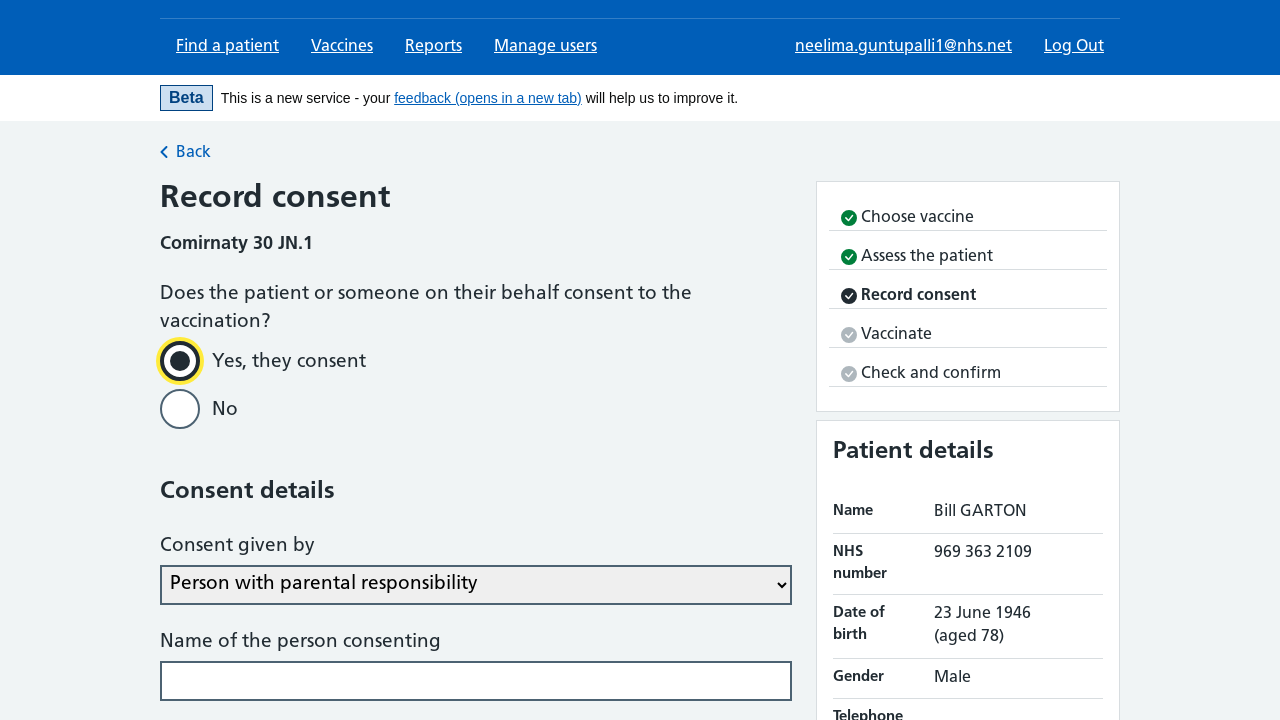 Find a patient
Vaccines
Reports
Manage users
neelima.guntupalli1@nhs.net
Log Out
Beta
This is a new service - your feedback (opens in a new tab) will help us to improve it.
Back
Record consent
Comirnaty 30 JN.1
Does the patient or someone on their behalf consent to the
vaccination?
Yes, they consent
No
Consent details
Consent given by
Person with parental responsibility
Name of the person consenting
Choose vaccine
Assess the patient
Record consent
Vaccinate
Check and confirm
Patient details
Name
Bill GARTON
NHS
number
969 363 2109
Date of
birth
23 June 1946
(aged 78)
Gender
Male
Telephone